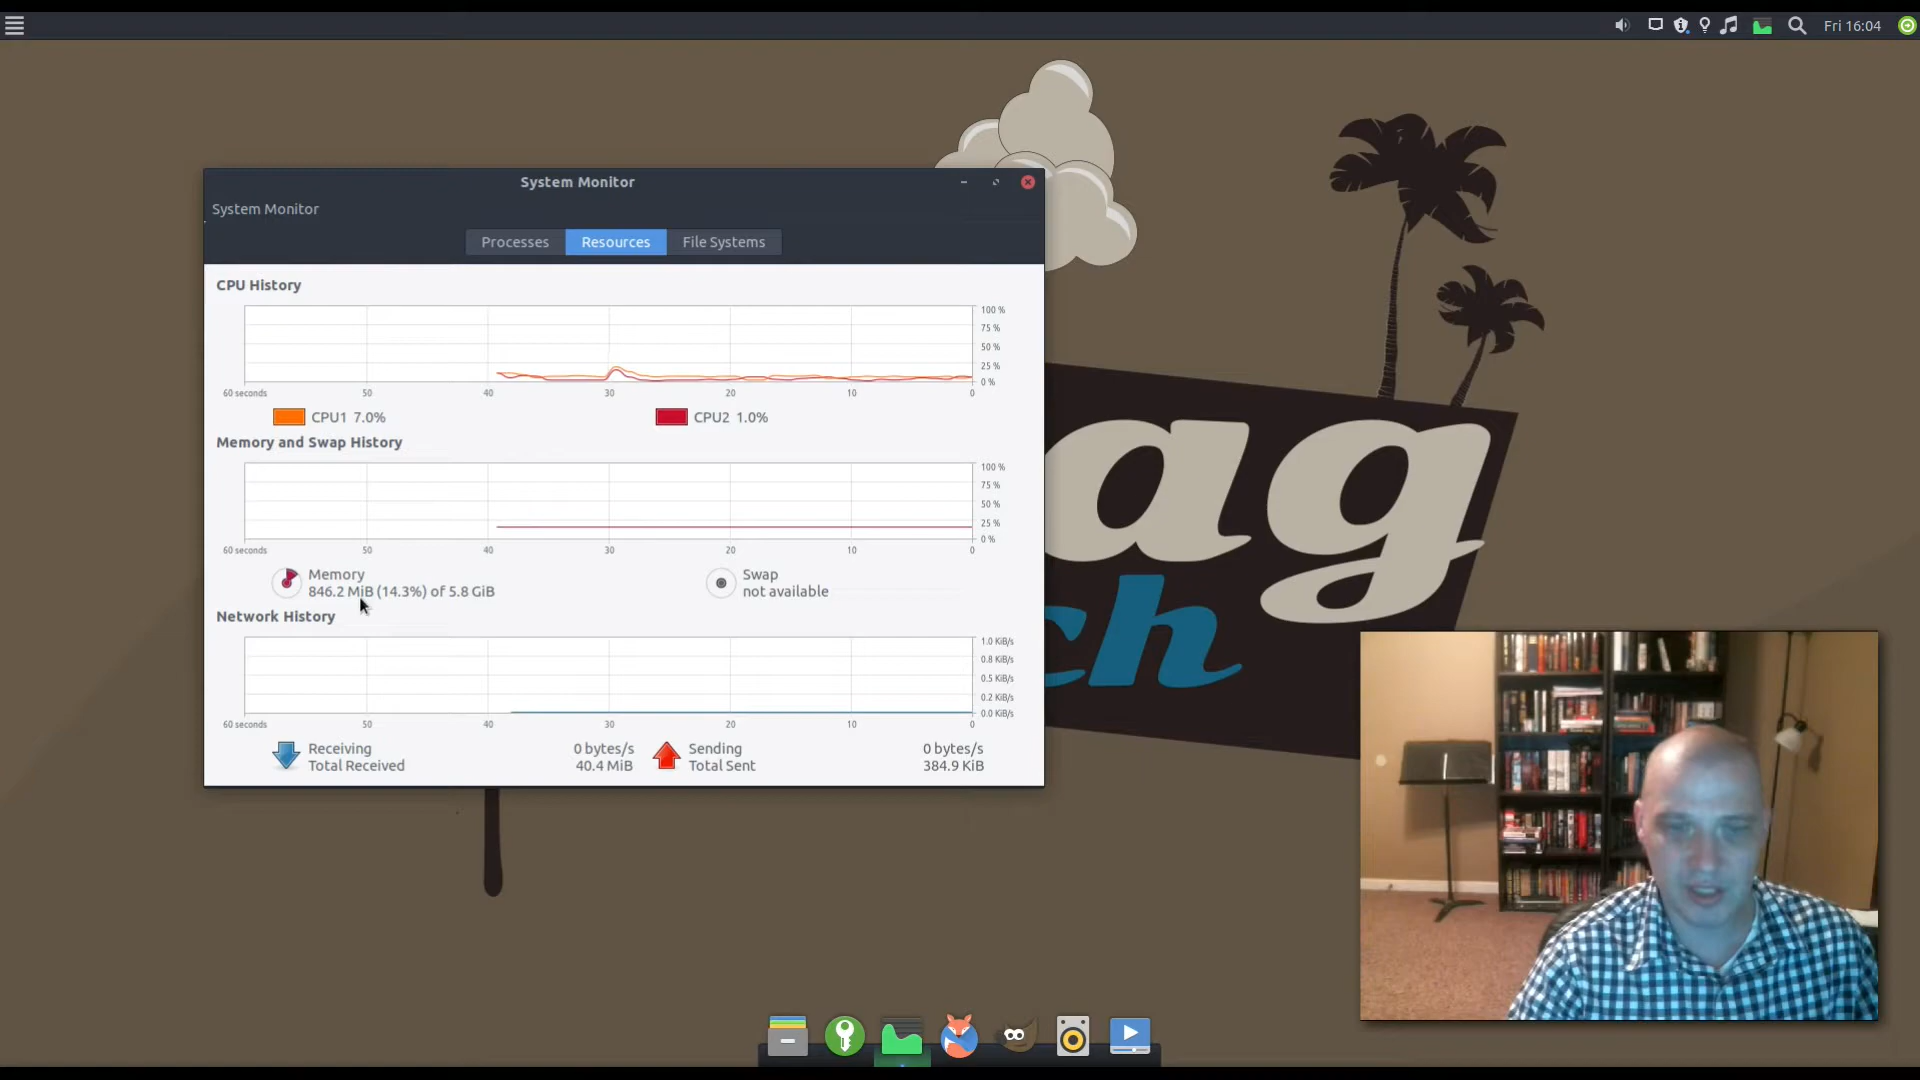 Fri 16:04
System Monitor
System Monitor
Processes
Resources
File Systems
CPU History
100 %
75 %
50 %
25 %
0 %
60 seconds
50
40
30
20
10
0
CPU1 7.0%
CPU2 1.0%
Memory and Swap History
100 %
75 %
50 %
25 %
0 %
60 seconds
50
40
30
20
10
0
Memory
846.2 MiB (14.3%) of 5.8 GiB
Swap
not available
Network History
1.0 KiB/s
0.8 KiB/s
0.5 KiB/s
0.2 KiB/s
0.0 KiB/s
60 seconds
50
40
30
20
10
0
Receiving
0 bytes/s
Total Received
40.4 MiB
Sending
0 bytes/s
Total Sent
384.9 KiB
ag
ch